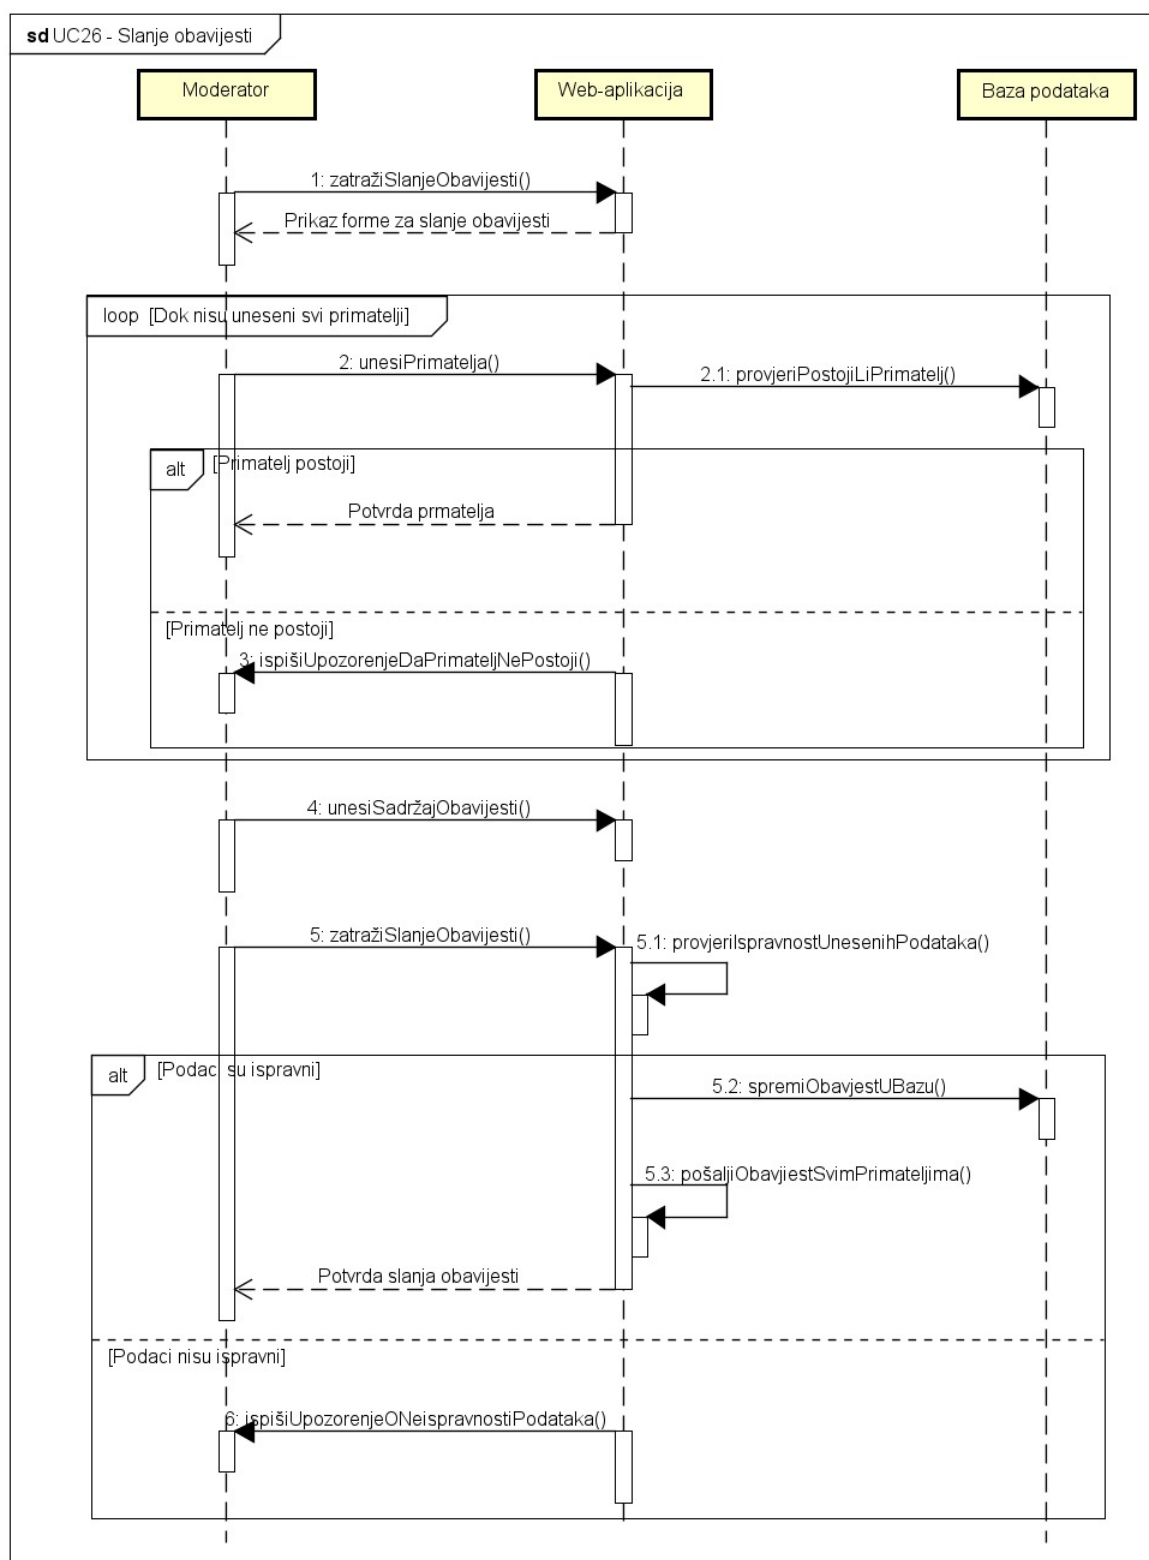 sd UC26 - Slanje obavijesti
Moderator
Web-aplikacija
Baza podataka
1: zatražiSlanjeObavijesti()
Prikaz forme za slanje obavijesti
loop [Dok nisu uneseni svi primatelji]
2: unesiPrimatelja()
2.1: provjeriPostojiLiPrimatelj()
alt [Primatelj postoji]
Potvrda prmatelja
[Primatelj ne postoji]
3: ispišiUpozorenjeDaPrimateljNePostoji()
4: unesiSadržajObavijesti()
5: zatražiSlanjeObavijesti()
5.1: provjeriIspravnostUnesenihPodataka()
alt [Podaci su ispravni]
5.2: spremiObavjestUBazu()
5.3: pošaljiObavjiestSvimPrimateljima()
Potvrda slanja obavijesti
[Podaci nisu ispravni]
6: ispišiUpozorenjeONeispravnostiPodataka()